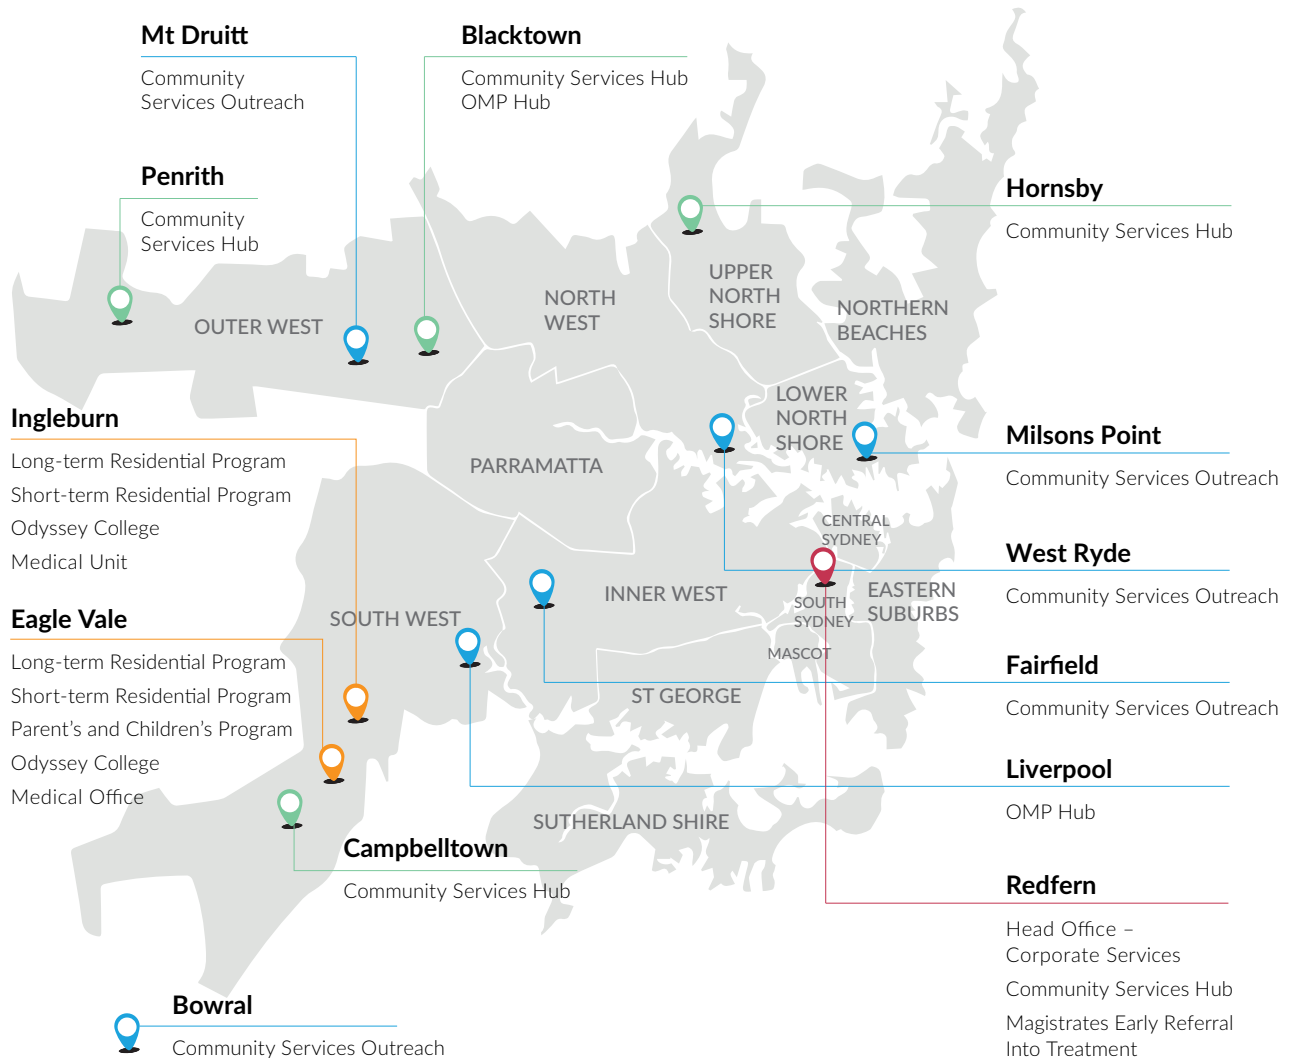 Mt Druitt
Community
Services Outreach
Blacktown
Community Services Hub
OMP Hub
Penrith
Community
Services Hub
Hornsby
Community Services Hub
OUTER WEST
NORTH
WEST
UPPER
NORTH
SHORE
NORTHERN
BEACHES
LOWER
NORTH
SHORE
PARRAMATTA
CENTRAL
SYDNEY
INNER WEST
SOUTH
SYDNEY
EASTERN
SUBURBS
SOUTH WEST
MASCOT
ST GEORGE
SUTHERLAND SHIRE
Ingleburn
Long-term Residential Program
Short-term Residential Program
Odyssey College
Medical Unit
Eagle Vale
Long-term Residential Program
Short-term Residential Program
Parent’s and Children’s Program
Odyssey College
Medical Office
Milsons Point
Community Services Outreach
West Ryde
Community Services Outreach
Fairfield
Community Services Outreach
Liverpool
OMP Hub
Campbelltown
Community Services Hub
Redfern
Head Office –
Corporate Services
Community Services Hub
Magistrates Early Referral
Into Treatment
Bowral
Community Services Outreach